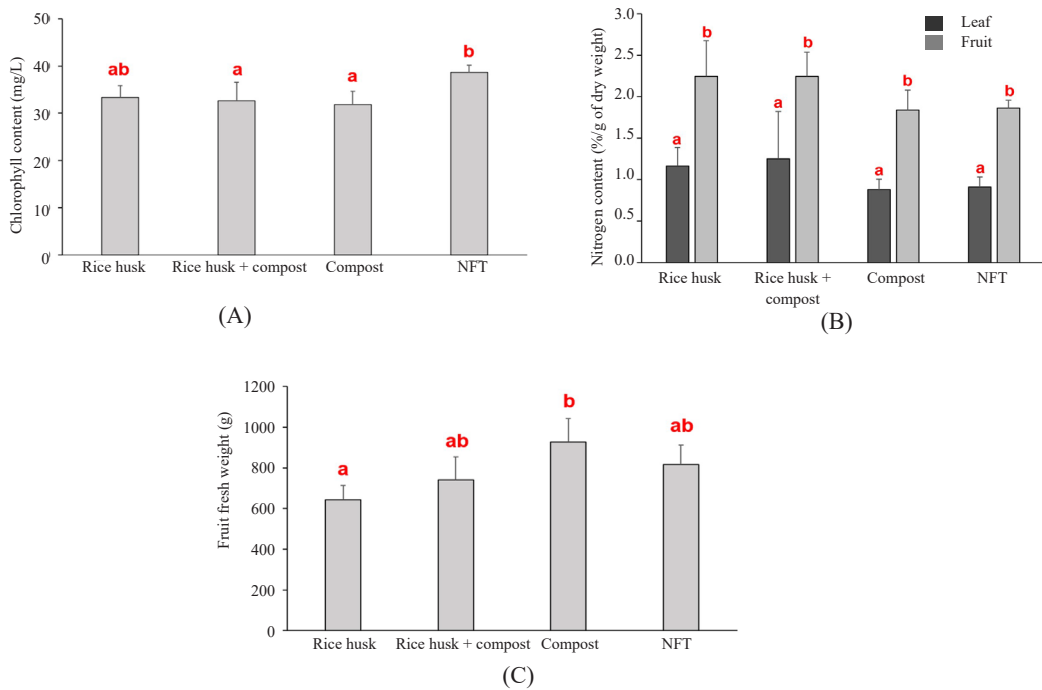 50
40
30
20
10
0
Chlorophyll content (mg/L)
ab
a
a
b
Rice husk
Rice husk + compost
Compost
NFT
(A)
3.0
2.5
2.0
1.5
1.0
0.5
0.0
Nitrogen content (%/g of dry weight)
Leaf
Fruit
a
b
a
b
a
b
a
b
Rice husk
Rice husk +
compost
Compost
NFT
(B)
1200
1000
800
600
400
200
0
Fruit fresh weight (g)
a
ab
b
ab
Rice husk
Rice husk + compost
Compost
NFT
(C)